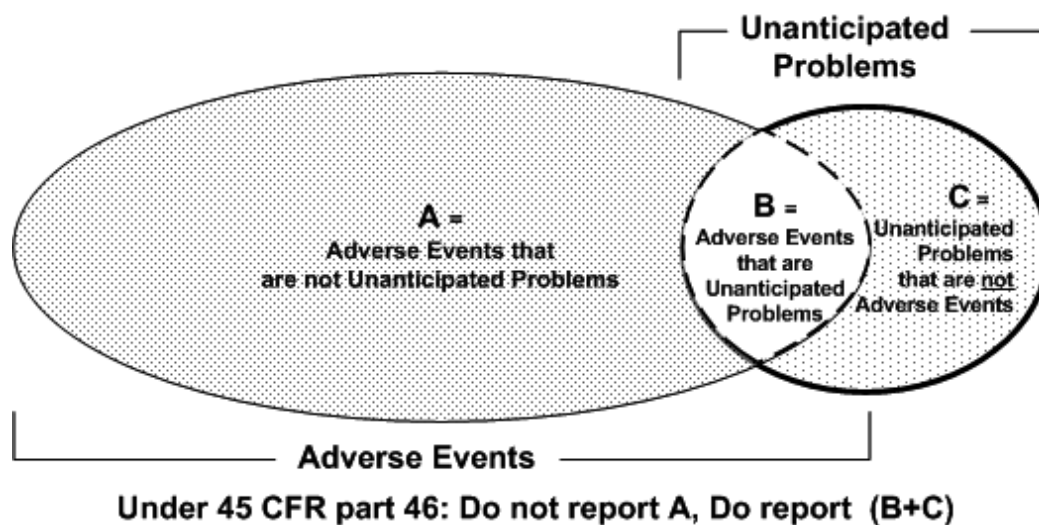 Unanticipated
Problems
A =
Adverse Events that
are not Unanticipated Problems
B =
Adverse Events
that are
Unanticipated
Problems
C =
Unanticipated
Problems
that are not
Adverse Events
Adverse Events
Under 45 CFR part 46: Do not report A, Do report (B+C)